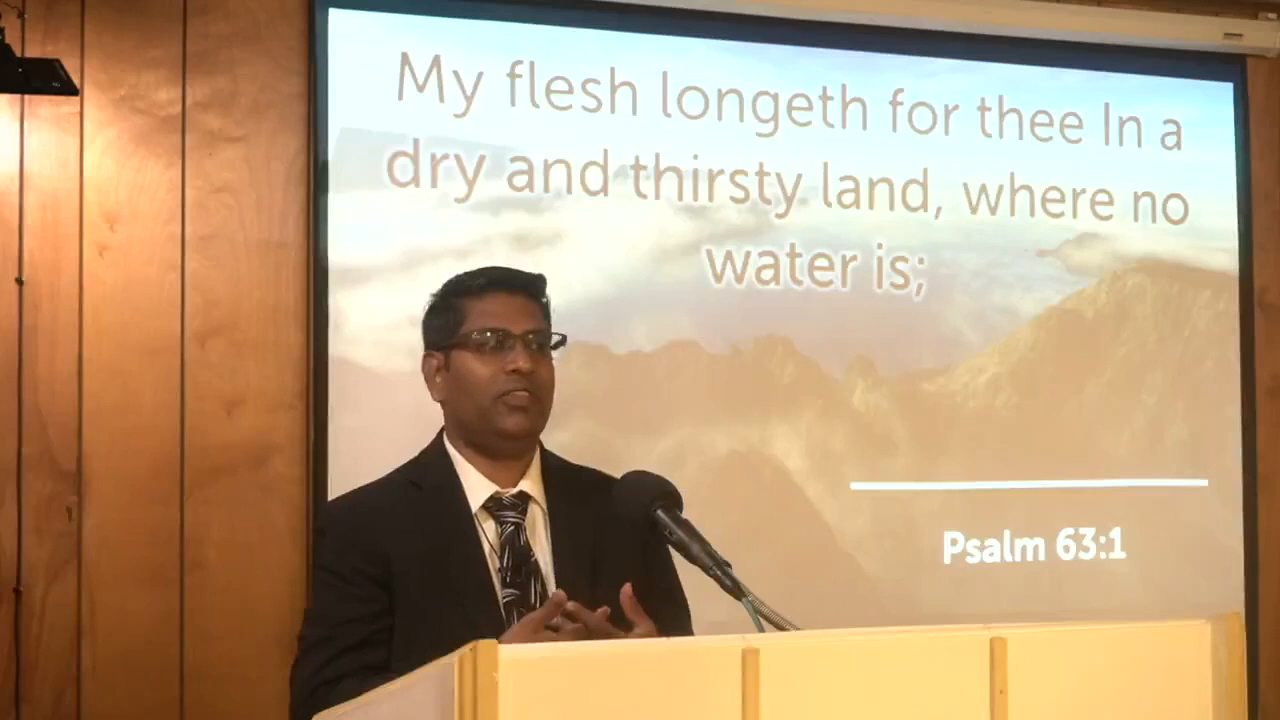 My flesh longeth for thee In a
dry and thirsty land, where no
water is;
Psalm 63:1